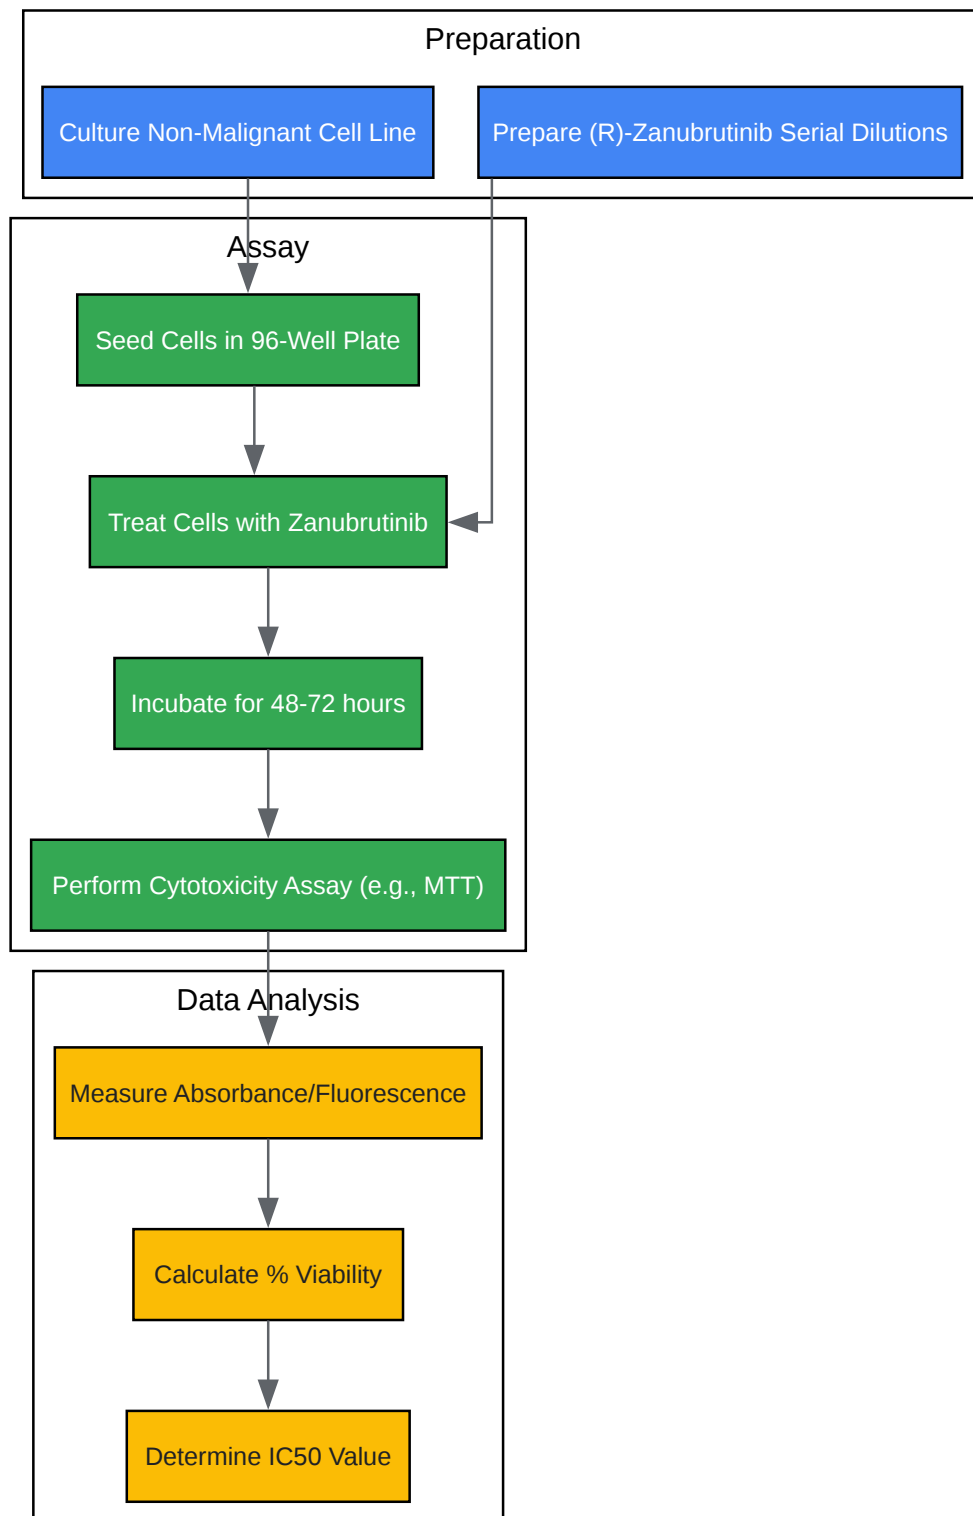 Preparation
Culture Non-Malignant Cell Line
Prepare (R)-Zanubrutinib Serial Dilutions
Assay
Seed Cells in 96-Well Plate
Treat Cells with Zanubrutinib
Incubate for 48-72 hours
Perform Cytotoxicity Assay (e.g., MTT)
Data Analysis
Measure Absorbance/Fluorescence
Calculate % Viability
Determine IC50 Value